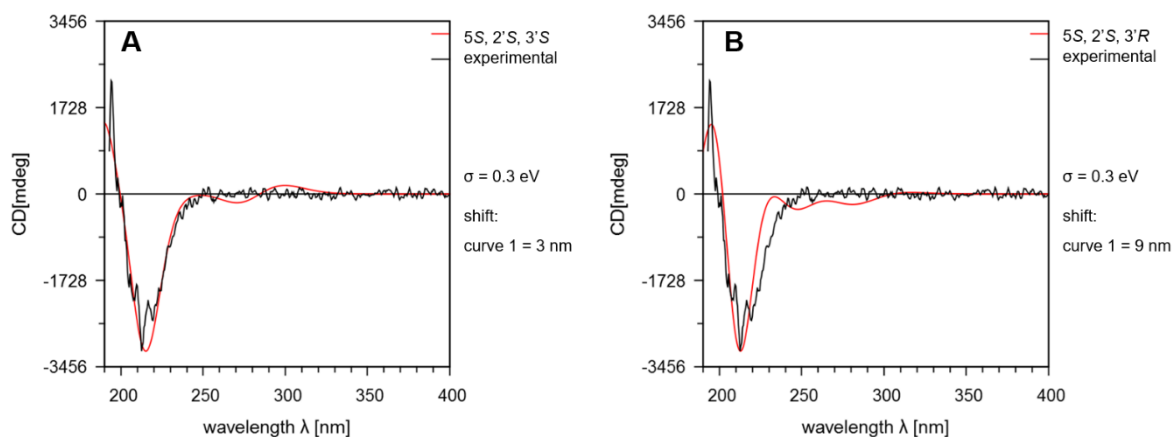 A
3456
1728
0
-1728
-3456
CD[mdeg]
5S, 2'S, 3'S
experimental
σ = 0.3 eV
shift:
curve 1 = 3 nm
200 250 300 350 400
wavelength λ [nm]
B
3456
1728
0
-1728
-3456
CD[mdeg]
5S, 2'S, 3'R
experimental
σ = 0.3 eV
shift:
curve 1 = 9 nm
200 250 300 350 400
wavelength λ [nm]